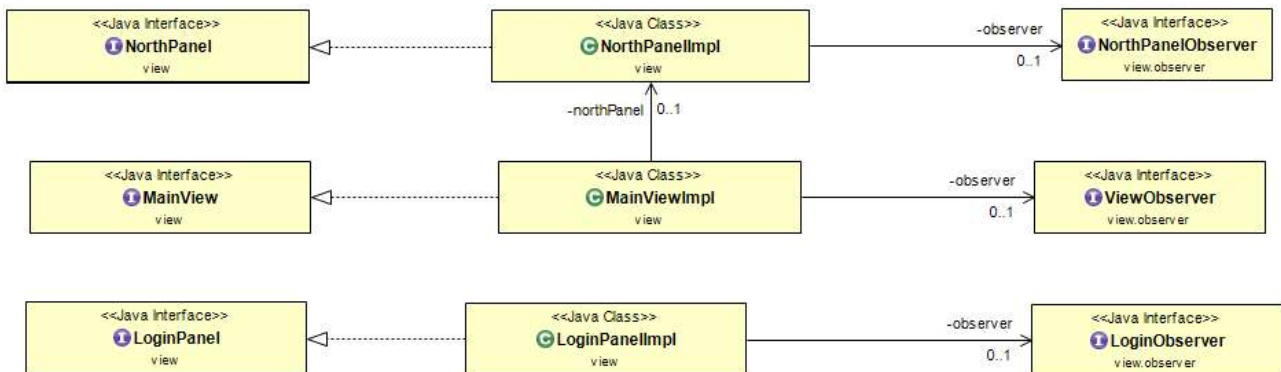 <<Java Interface>>
NorthPanel
view
<<Java Class>>
NorthPanelImpl
view
-observer
0..1
<<Java Interface>>
NorthPanelObserver
view.observer
-northPanel
0..1
<<Java Interface>>
MainView
view
<<Java Class>>
MainViewImpl
view
-observer
0..1
<<Java Interface>>
ViewObserver
view.observer
<<Java Interface>>
LoginPanel
view
<<Java Class>>
LoginPanelImpl
view
-observer
0..1
<<Java Interface>>
LoginObserver
view.observer